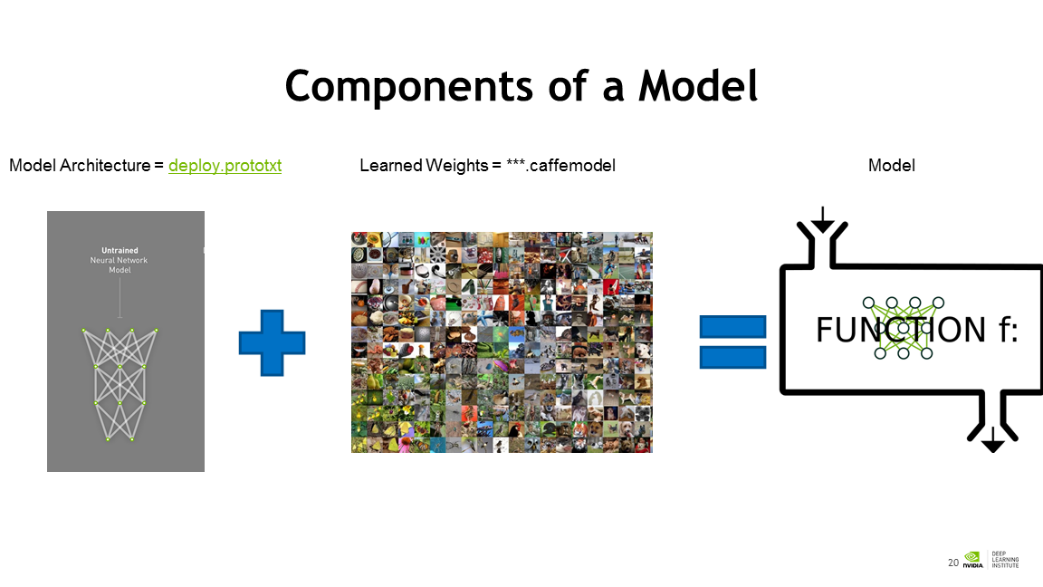 Components of a Model
Model Architecture = deploy.prototxt
Learned Weights = ***.caffemodel
Model
Untrained
Neural Network
Model
FUNCTION f:
20
NVIDIA
DEEP
LEARNING
INSTITUTE